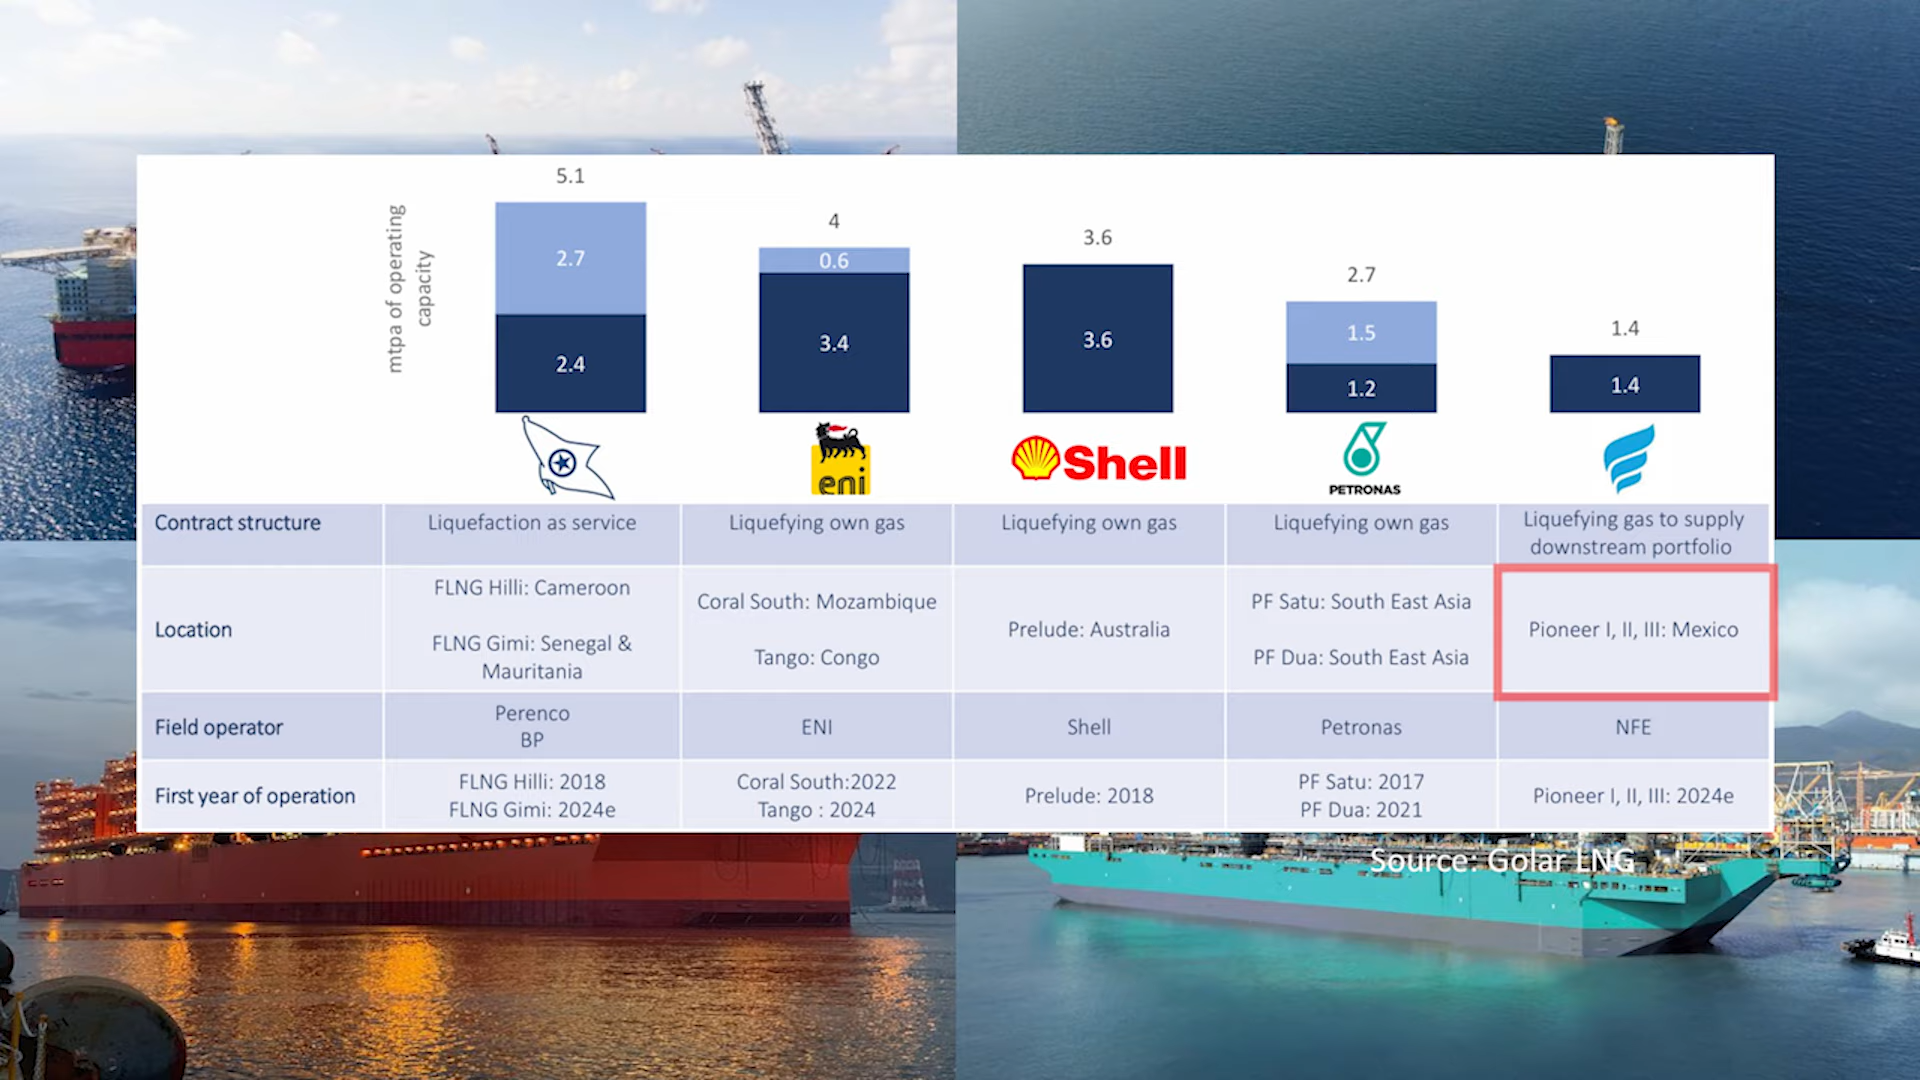 5.1
4
3.6
2.7
1.4
mtpa of operating
capacity
2.7
2.4
0.6
3.4
3.6
1.5
1.2
1.4
eni
Shell
PETRONAS
Contract structure
Liquefaction as service
Liquefying own gas
Liquefying own gas
Liquefying own gas
Liquefying gas to supply
downstream portfolio
Location
FLNG Hilli: Cameroon
FLNG Gimi: Senegal &
Mauritania
Coral South: Mozambique
Tango: Congo
Prelude: Australia
PF Satu: South East Asia
PF Dua: South East Asia
Pioneer I, II, III: Mexico
Field operator
Perenco
BP
ENI
Shell
Petronas
NFE
First year of operation
FLNG Hilli: 2018
FLNG Gimi: 2024e
Coral South:2022
Tango : 2024
Prelude: 2018
PF Satu: 2017
PF Dua: 2021
Pioneer I, II, III: 2024e
Source: Golar LNG